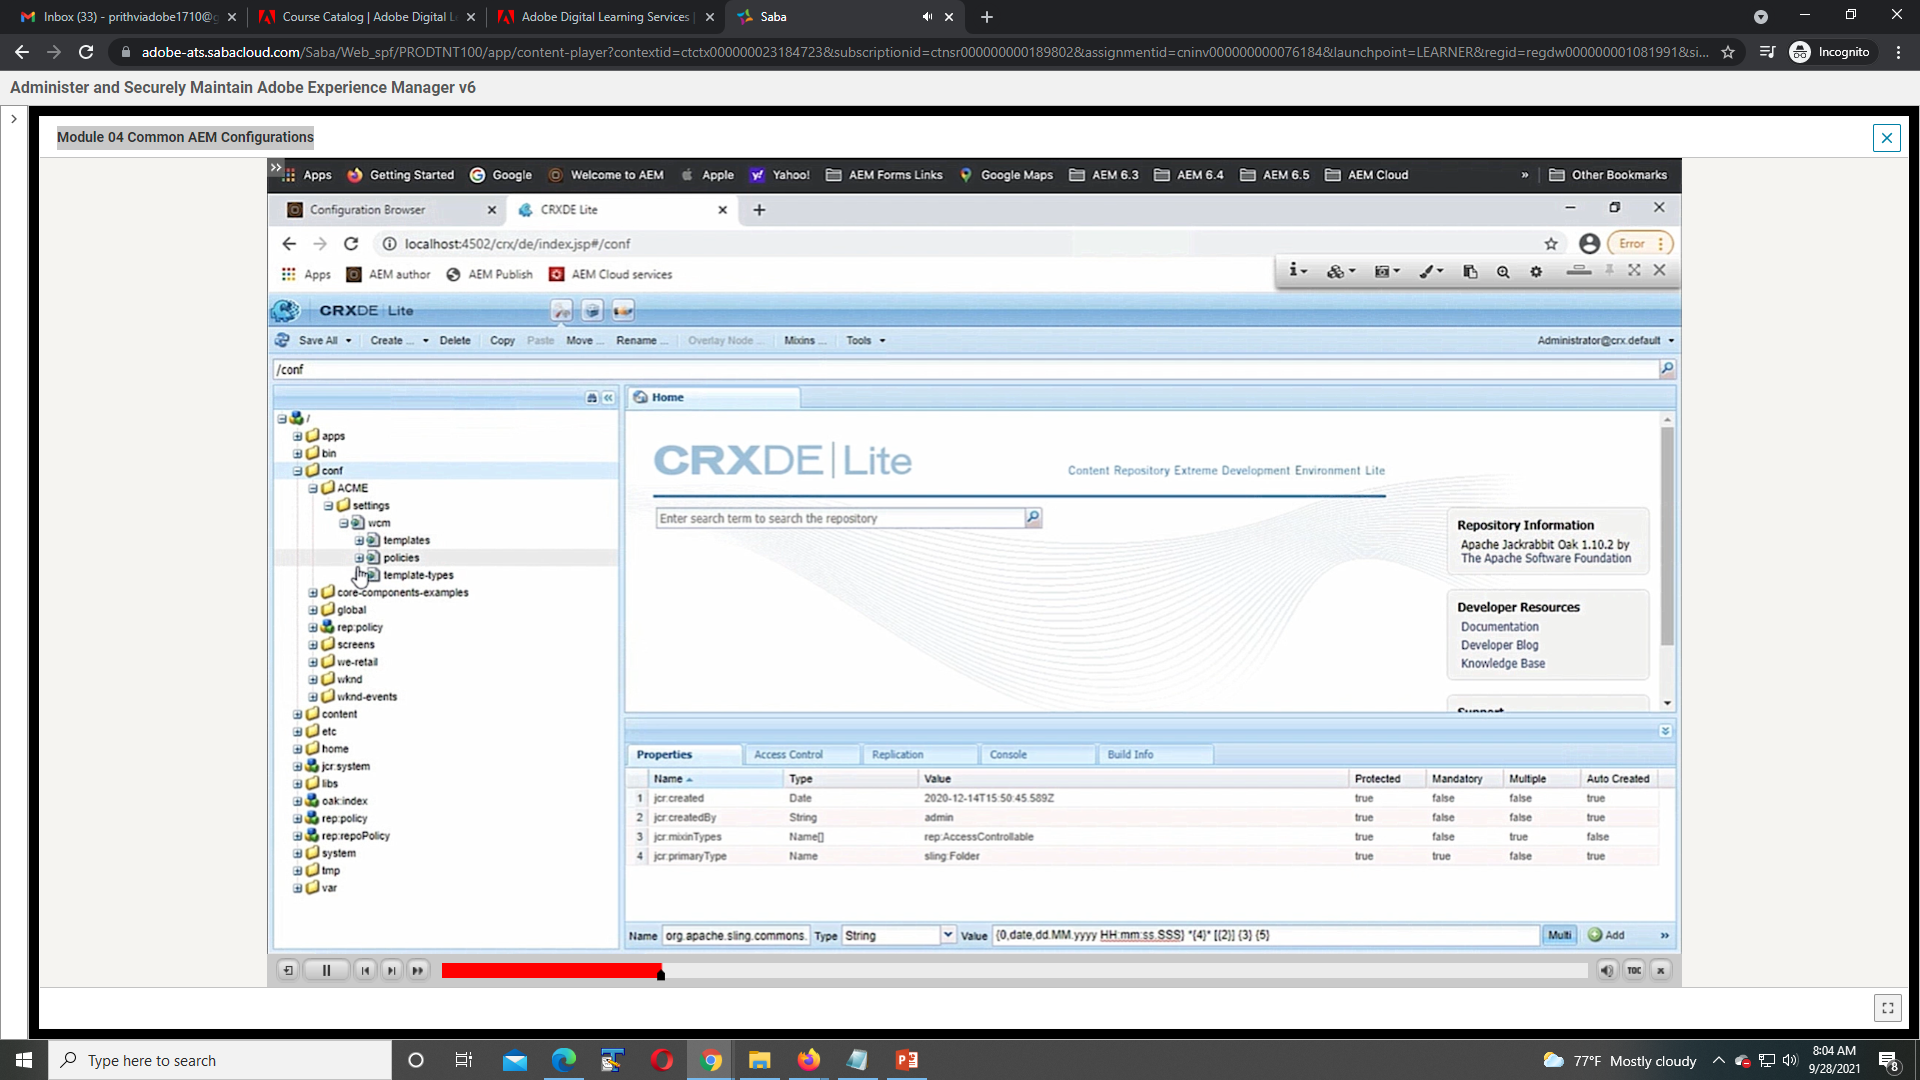 Inbox (33) - prithviadobe1710@g
Course Catalog | Adobe Digital L
Adobe Digital Learning Services |
Saba
adobe-ats.sabacloud.com/Saba/Web_spf/PRODTNT100/app/content-player?contextid=ctctx000000023184723&subscriptionid=ctnsr0000000000189802&assignmentid=cninv000000000076184&launchpoint=LEARNER&regid=regdw000000001081991&si...
Incognito
Administer and Securely Maintain Adobe Experience Manager v6
Module 04 Common AEM Configurations
Apps Getting Started Google Welcome to AEM Apple Yahoo! AEM Forms Links Google Maps AEM 6.3 AEM 6.4 AEM 6.5 AEM Cloud » Other Bookmarks
Configuration Browser
CRXDE Lite
localhost:4502/crx/de/index.jsp#/conf
Error
Apps AEM author AEM Publish AEM Cloud services
CRXDE | Lite
Save All Create ... Delete Copy Paste Move ... Rename ... Overlay Node ... Mixins ... Tools
Administrator@crx.default
/conf
Home
/
apps
bin
conf
ACME
settings
wcm
templates
policies
template-types
core-components-examples
global
rep:policy
screens
we-retail
wknd
wknd-events
content
etc
home
jcr:system
libs
oak:index
rep:policy
rep:repoPolicy
system
tmp
var
CRXDE | Lite
Content Repository Extreme Development Environment Lite
Enter search term to search the repository
Repository Information
Apache Jackrabbit Oak 1.10.2 by
The Apache Software Foundation
Developer Resources
Documentation
Developer Blog
Knowledge Base
Support
Properties Access Control Replication Console Build Info
Name Type Value Protected Mandatory Multiple Auto Created
1 jcr:created Date 2020-12-14T15:50:45.589Z true false false true
2 jcr:createdBy String admin true false false true
3 jcr:mixinTypes Name[] rep:AccessControllable true false true false
4 jcr:primaryType Name sling:Folder true true false true
Name org.apache.sling.commons. Type String Value {0,date,dd.MM.yyyy HH:mm:ss.SSS} *{4}* [{2}] {3} {5} Multi Add »
TOC
Type here to search
77°F Mostly cloudy
8:04 AM
9/28/2021
8